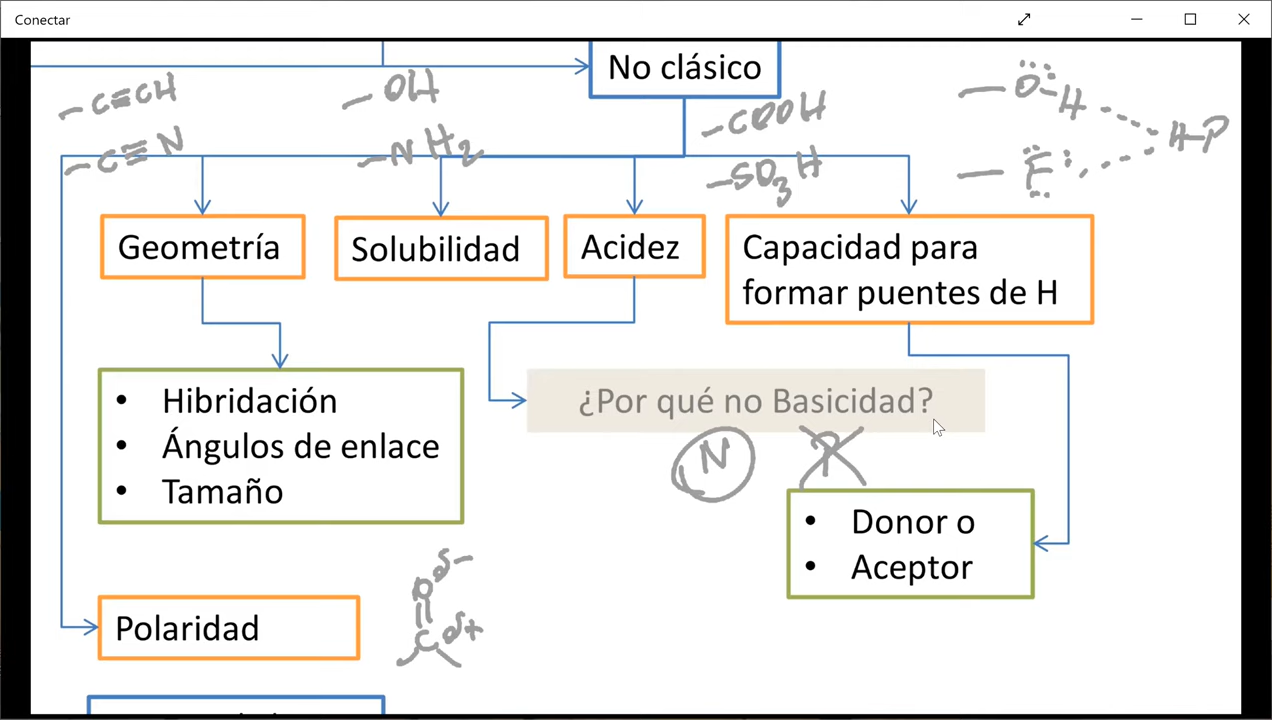 Conectar
No clásico
-C≡CH
-OH
-COOH
-O-H
H-P
-C≡N
-NH2
-SO3H
-F
Geometría
Solubilidad
Acidez
Capacidad para
formar puentes de H
• Hibridación
• Ángulos de enlace
• Tamaño
¿Por qué no Basicidad?
N
P
• Donor o
• Aceptor
Polaridad
O δ-
C δ+